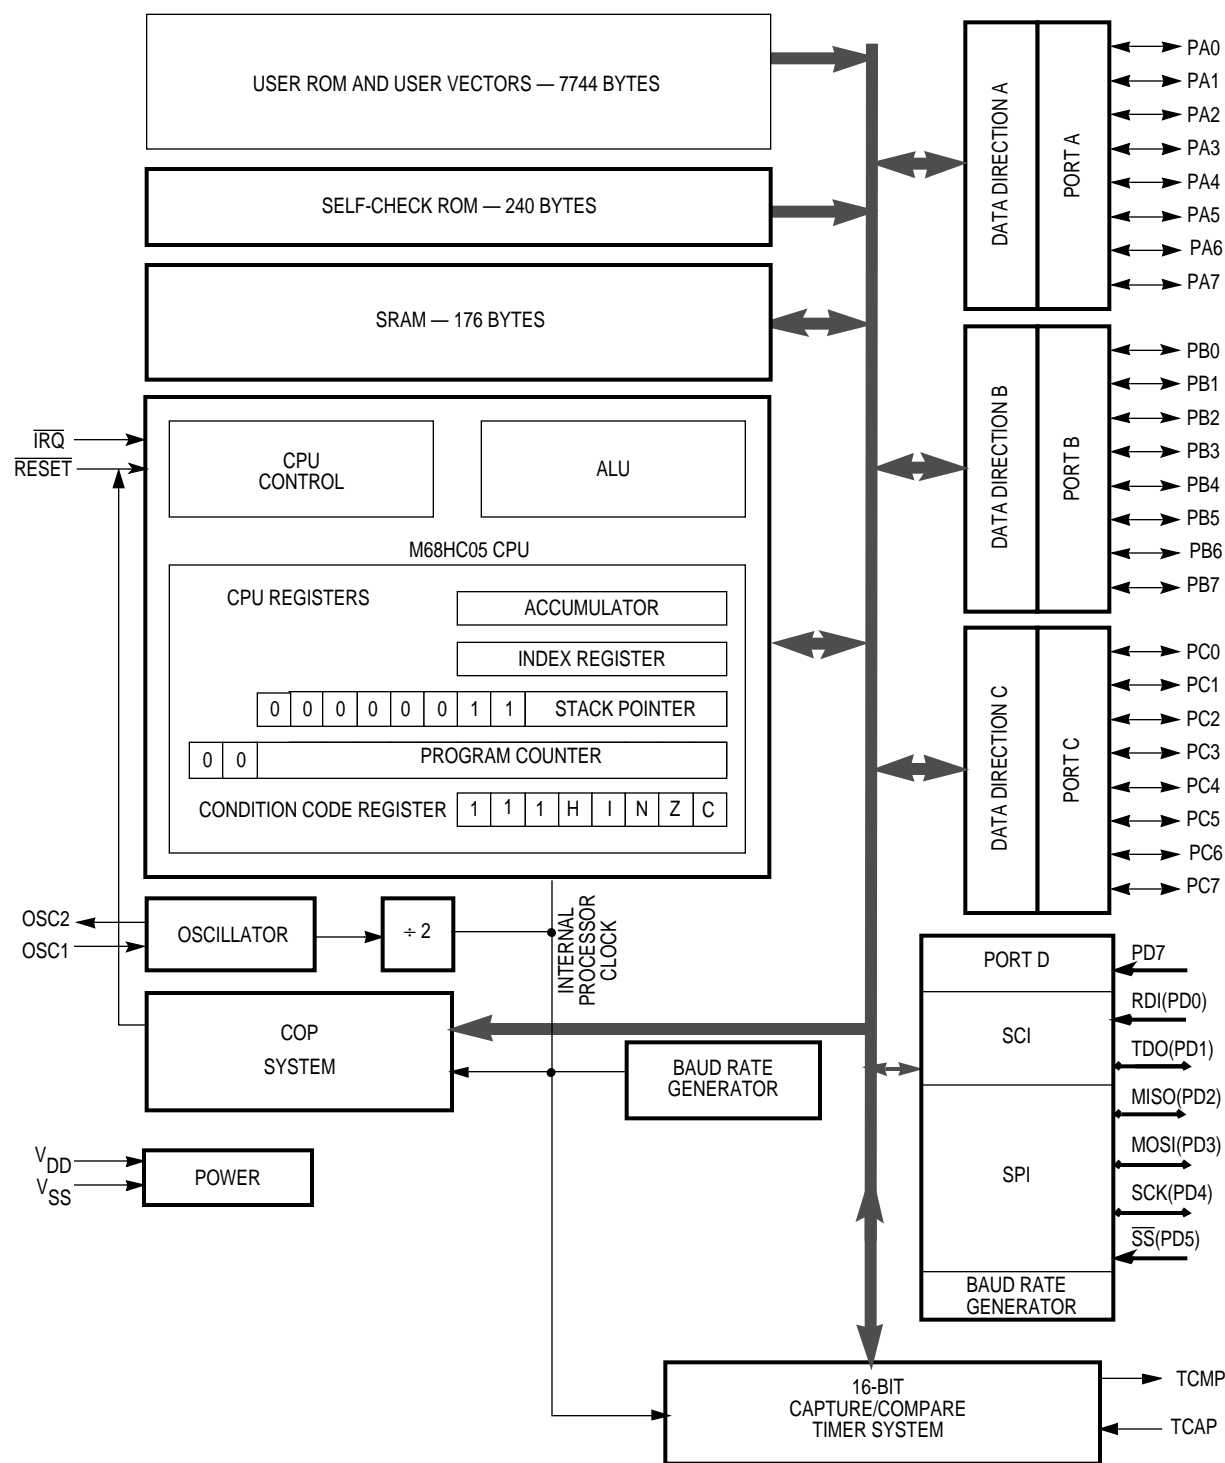 USER ROM AND USER VECTORS — 7744 BYTES
SELF-CHECK ROM — 240 BYTES
SRAM — 176 BYTES
IRQ
RESET
CPU
CONTROL
ALU
M68HC05 CPU
CPU REGISTERS
ACCUMULATOR
INDEX REGISTER
0 0 0 0 0 0 1 1 STACK POINTER
0 0 PROGRAM COUNTER
CONDITION CODE REGISTER 1 1 1 H I N Z C
OSC2
OSC1
OSCILLATOR
÷ 2
INTERNAL
PROCESSOR
CLOCK
COP
SYSTEM
BAUD RATE
GENERATOR
VDD
VSS
POWER
DATA DIRECTION A
PORT A
PA0
PA1
PA2
PA3
PA4
PA5
PA6
PA7
DATA DIRECTION B
PORT B
PB0
PB1
PB2
PB3
PB4
PB5
PB6
PB7
DATA DIRECTION C
PORT C
PC0
PC1
PC2
PC3
PC4
PC5
PC6
PC7
PORT D
SCI
SPI
BAUD RATE
GENERATOR
PD7
RDI(PD0)
TDO(PD1)
MISO(PD2)
MOSI(PD3)
SCK(PD4)
SS(PD5)
16-BIT
CAPTURE/COMPARE
TIMER SYSTEM
TCMP
TCAP